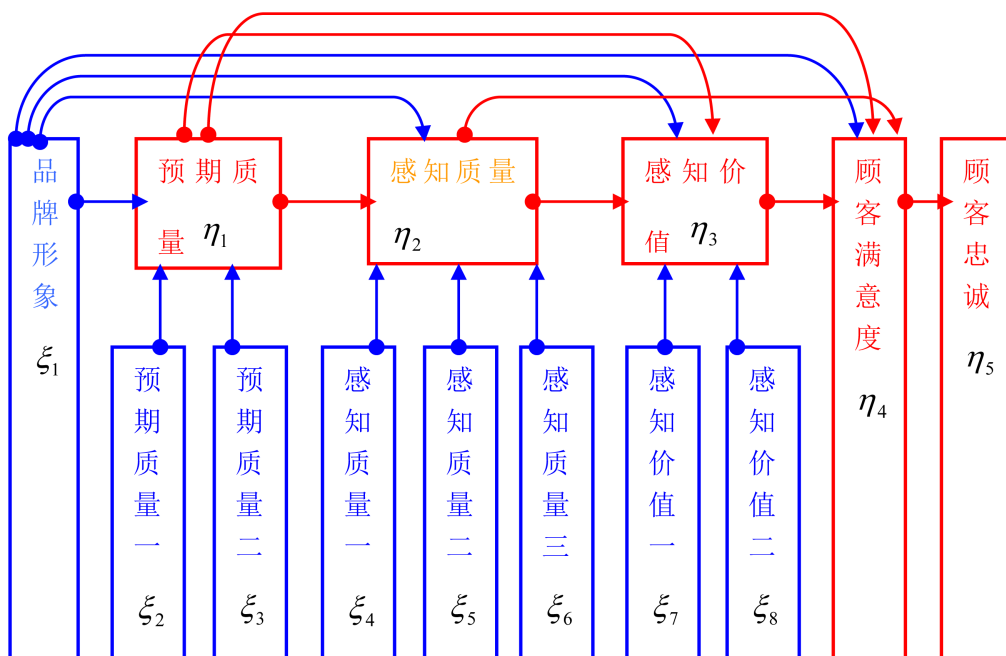 品牌形象
ξ₁
预期质
量 η₁
感知质量
η₂
感知价
值 η₃
顾客满意度
η₄
顾客忠诚
η₅
预期质量一
ξ₂
预期质量二
ξ₃
感知质量一
ξ₄
感知质量二
ξ₅
感知质量三
ξ₆
感知价值一
ξ₇
感知价值二
ξ₈